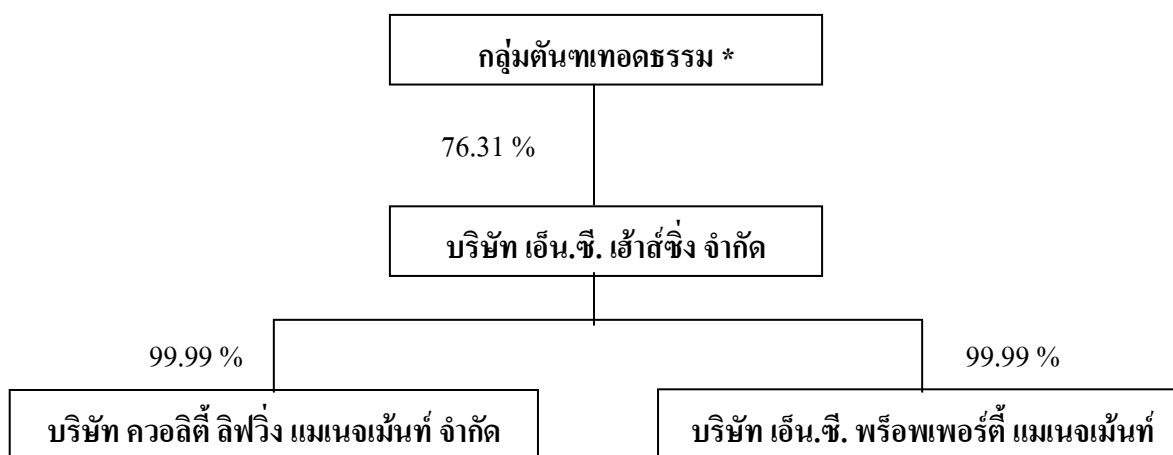 กลุ่มตันฑเทอดธรรม *
76.31 %
บริษัท เอ็น.ซี. เฮ้าส์ซิ่ง จำกัด
99.99 %
99.99 %
บริษัท ควอลิตี้ ลิฟวิ่ง แมเนจเม้นท์ จำกัด
บริษัท เอ็น.ซี. พร็อพเพอร์ตี้ แมเนจเม้นท์